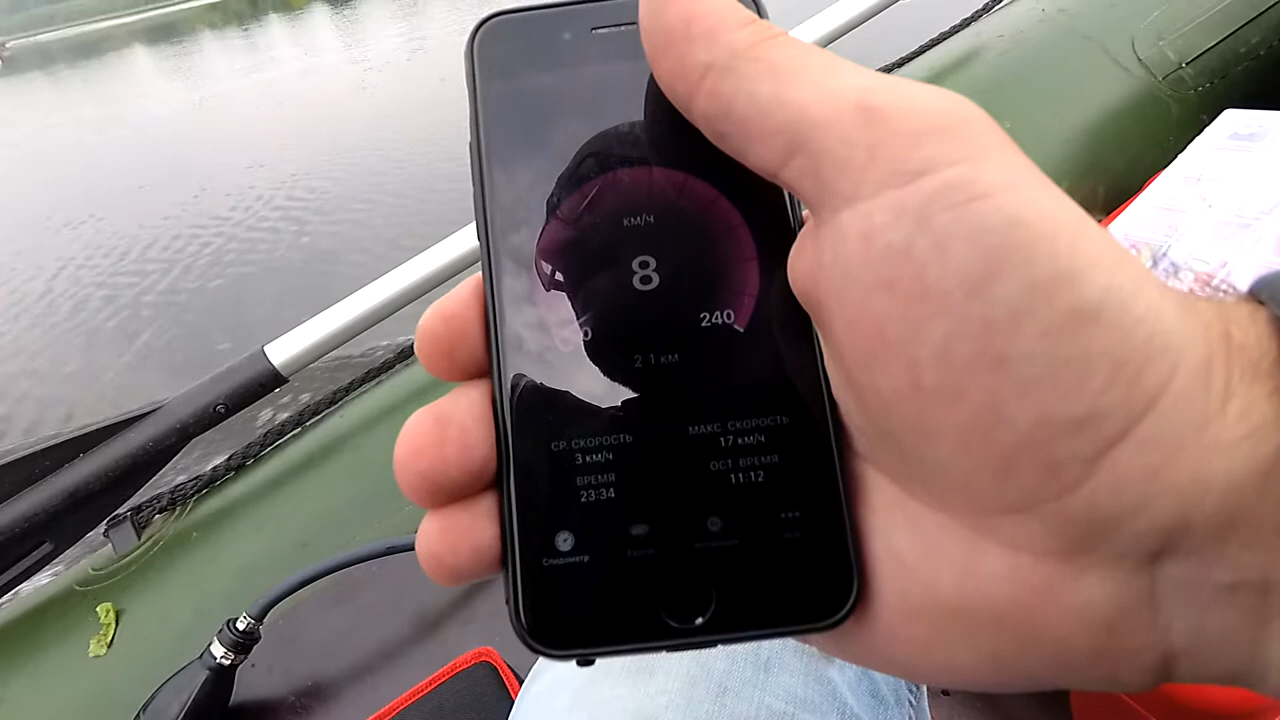 км/ч
8
0
240
2 1 км
СР. СКОРОСТЬ
3 км/ч
МАКС. СКОРОСТЬ
17 км/ч
ВРЕМЯ
23:34
ОСТ. ВРЕМЯ
11:12
Спидометр